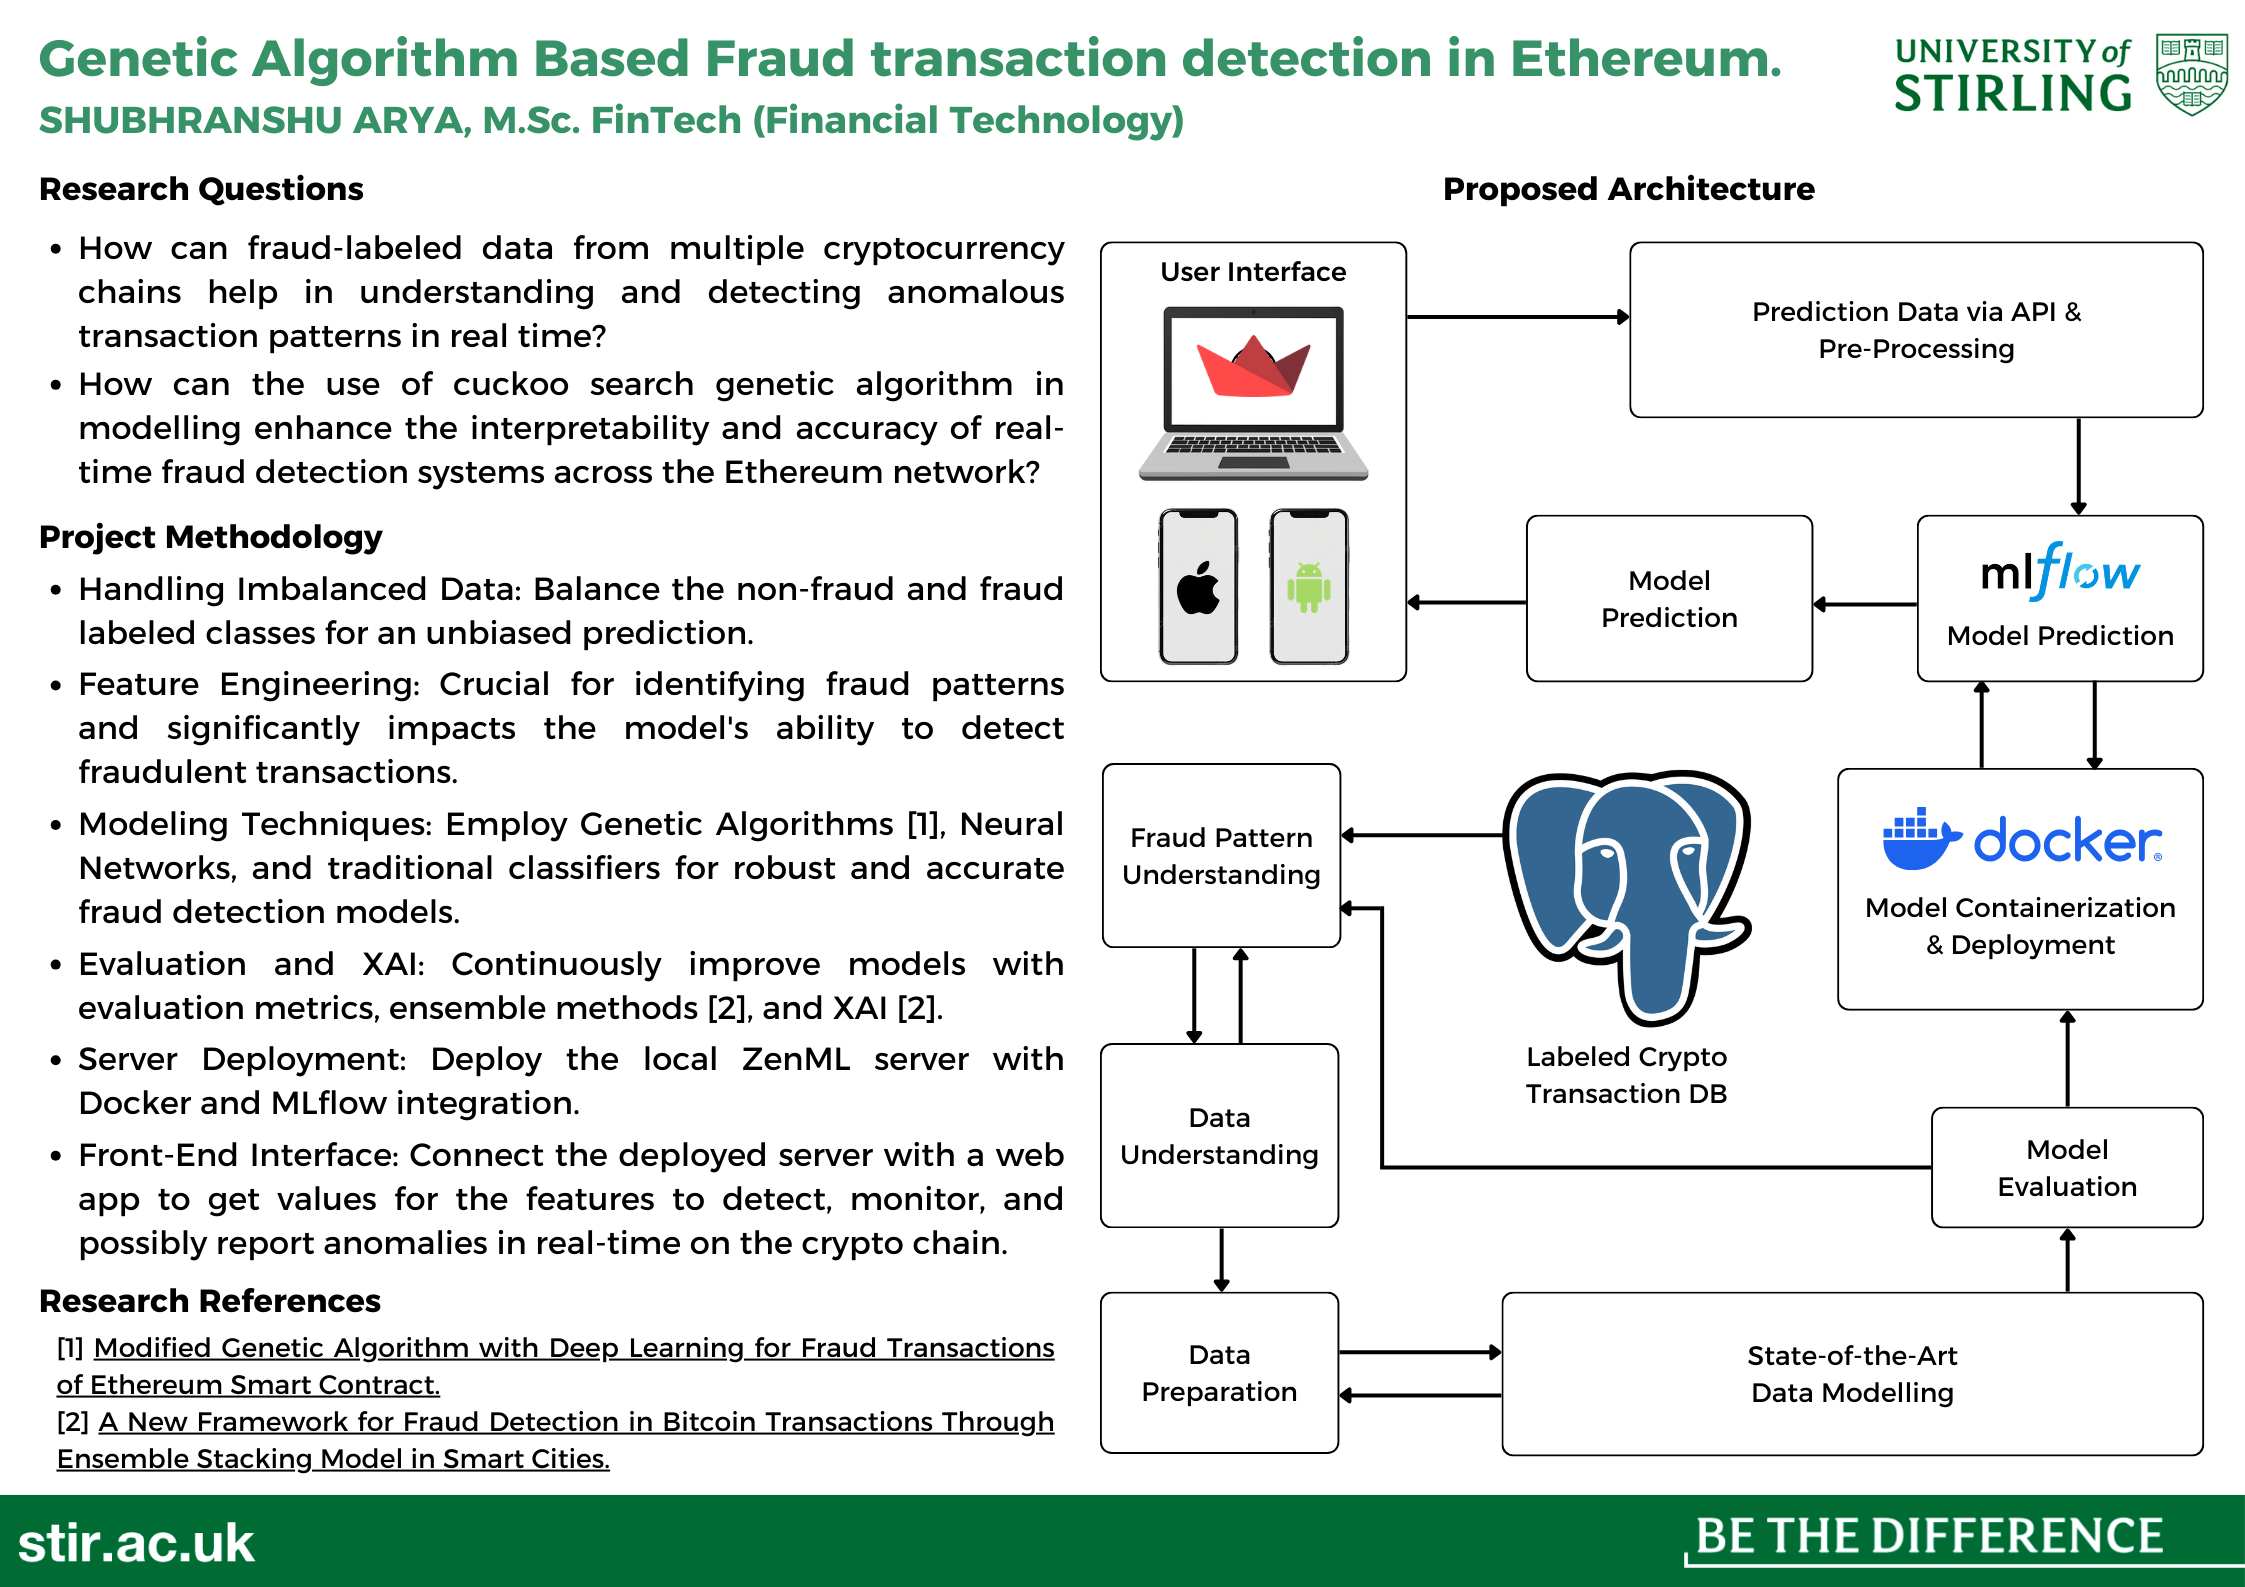 Genetic Algorithm Based Fraud transaction detection in Ethereum.
SHUBHRANSHU ARYA, M.Sc. FinTech (Financial Technology)
UNIVERSITY of
STIRLING
Research Questions
• How can fraud-labeled data from multiple cryptocurrency
chains help in understanding and detecting anomalous
transaction patterns in real time?
• How can the use of cuckoo search genetic algorithm in
modelling enhance the interpretability and accuracy of real-
time fraud detection systems across the Ethereum network?
Project Methodology
• Handling Imbalanced Data: Balance the non-fraud and fraud
labeled classes for an unbiased prediction.
• Feature Engineering: Crucial for identifying fraud patterns
and significantly impacts the model's ability to detect
fraudulent transactions.
• Modeling Techniques: Employ Genetic Algorithms [1], Neural
Networks, and traditional classifiers for robust and accurate
fraud detection models.
• Evaluation and XAI: Continuously improve models with
evaluation metrics, ensemble methods [2], and XAI [2].
• Server Deployment: Deploy the local ZenML server with
Docker and MLflow integration.
• Front-End Interface: Connect the deployed server with a web
app to get values for the features to detect, monitor, and
possibly report anomalies in real-time on the crypto chain.
Research References
[1] Modified Genetic Algorithm with Deep Learning for Fraud Transactions
of Ethereum Smart Contract.
[2] A New Framework for Fraud Detection in Bitcoin Transactions Through
Ensemble Stacking Model in Smart Cities.
Proposed Architecture
User Interface
Prediction Data via API &
Pre-Processing
Model
Prediction
mlflow
Model Prediction
Fraud Pattern
Understanding
docker®
Model Containerization
& Deployment
Labeled Crypto
Transaction DB
Data
Understanding
Model
Evaluation
Data
Preparation
State-of-the-Art
Data Modelling
stir.ac.uk
BE THE DIFFERENCE